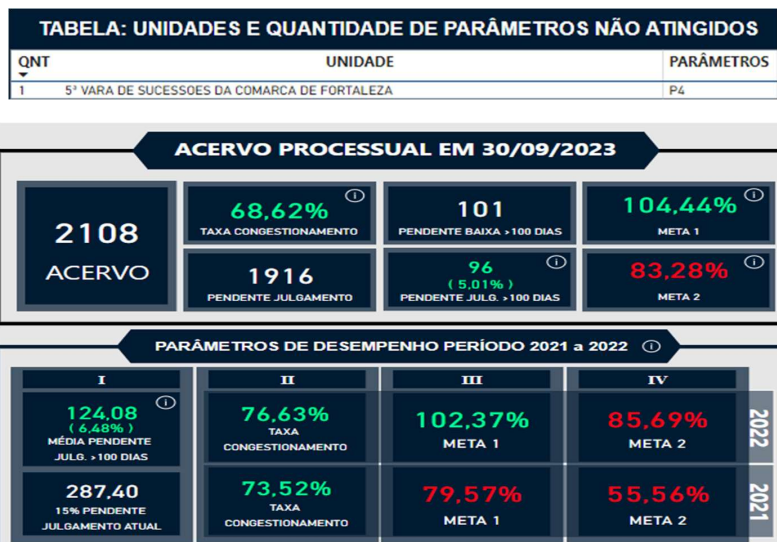 TABELA: UNIDADES E QUANTIDADE DE PARÂMETROS NÃO ATINGIDOS
QNT UNIDADE PARÂMETROS
1 5ª VARA DE SUCESSOES DA COMARCA DE FORTALEZA P4
ACERVO PROCESSUAL EM 30/09/2023
2108
ACERVO
68,62%
TAXA CONGESTIONAMENTO
101
PENDENTE BAIXA >100 DIAS
104,44%
META 1
1916
PENDENTE JULGAMENTO
96
( 5,01% )
PENDENTE JULG. >100 DIAS
83,28%
META 2
PARÂMETROS DE DESEMPENHO PERÍODO 2021 a 2022
I II III IV
124,08
( 6,48% )
MÉDIA PENDENTE
JULG. >100 DIAS
76,63%
TAXA
CONGESTIONAMENTO
102,37%
META 1
85,69%
META 2
2022
287,40
15% PENDENTE
JULGAMENTO ATUAL
73,52%
TAXA
CONGESTIONAMENTO
79,57%
META 1
55,56%
META 2
2021